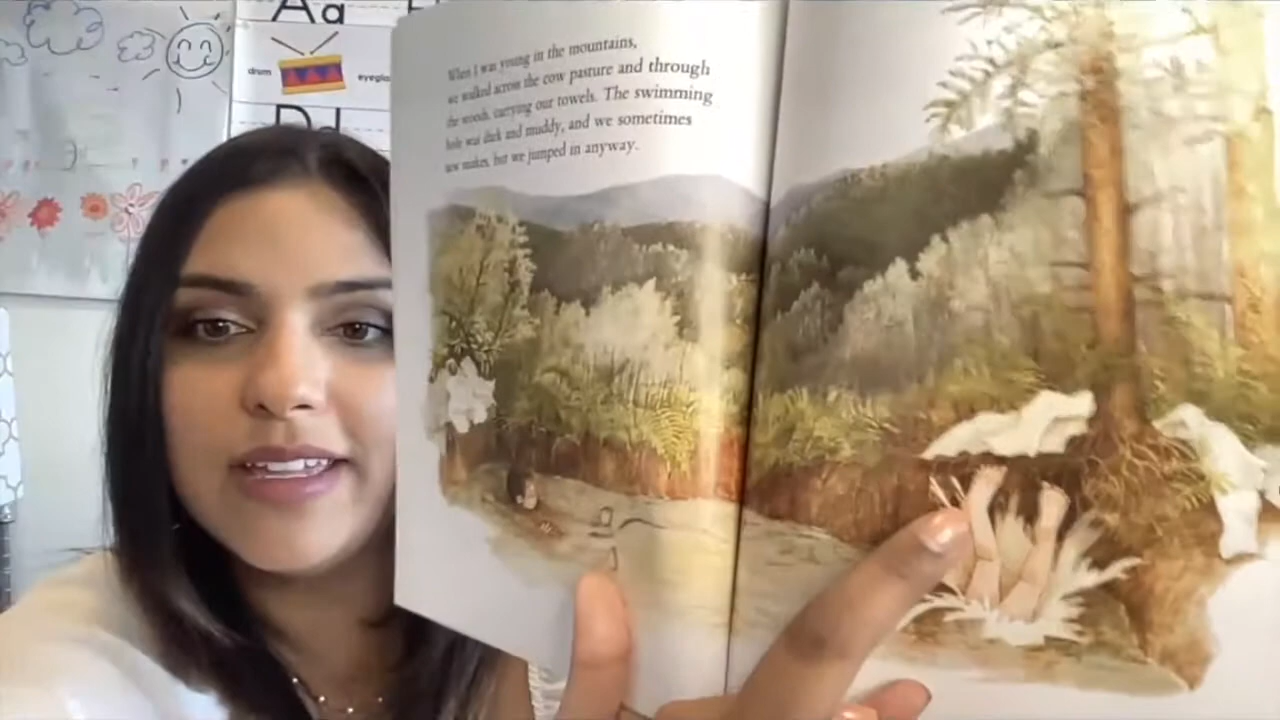 Aa
drum
Dd
When I was young in the mountains,
we walked across the cow pasture and through
the woods, carrying our towels. The swimming
hole was dark and muddy, and we sometimes
saw snakes, but we jumped in anyway.